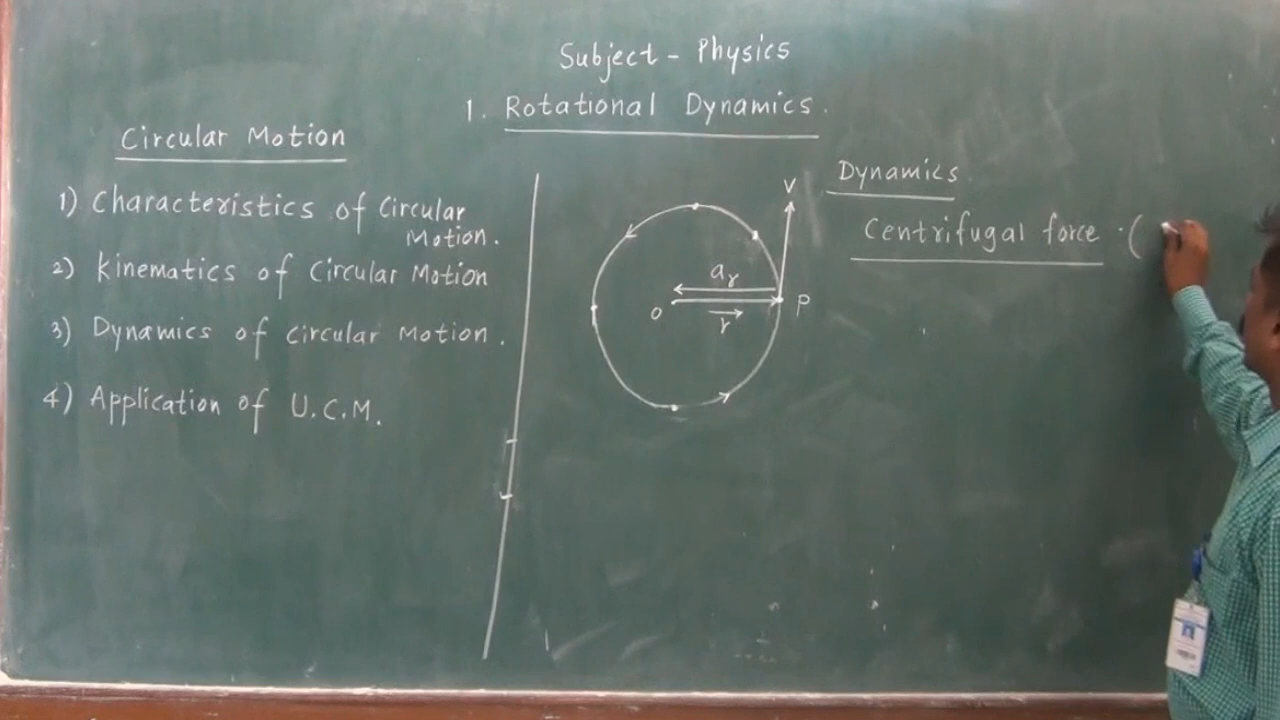 Subject - Physics
1. Rotational Dynamics.
Circular Motion
1) Characteristics of Circular
Motion.
2) Kinematics of Circular Motion
3) Dynamics of Circular Motion.
4) Application of U.C.M.
V
aᵣ
O
P
r
Dynamics
Centrifugal force (